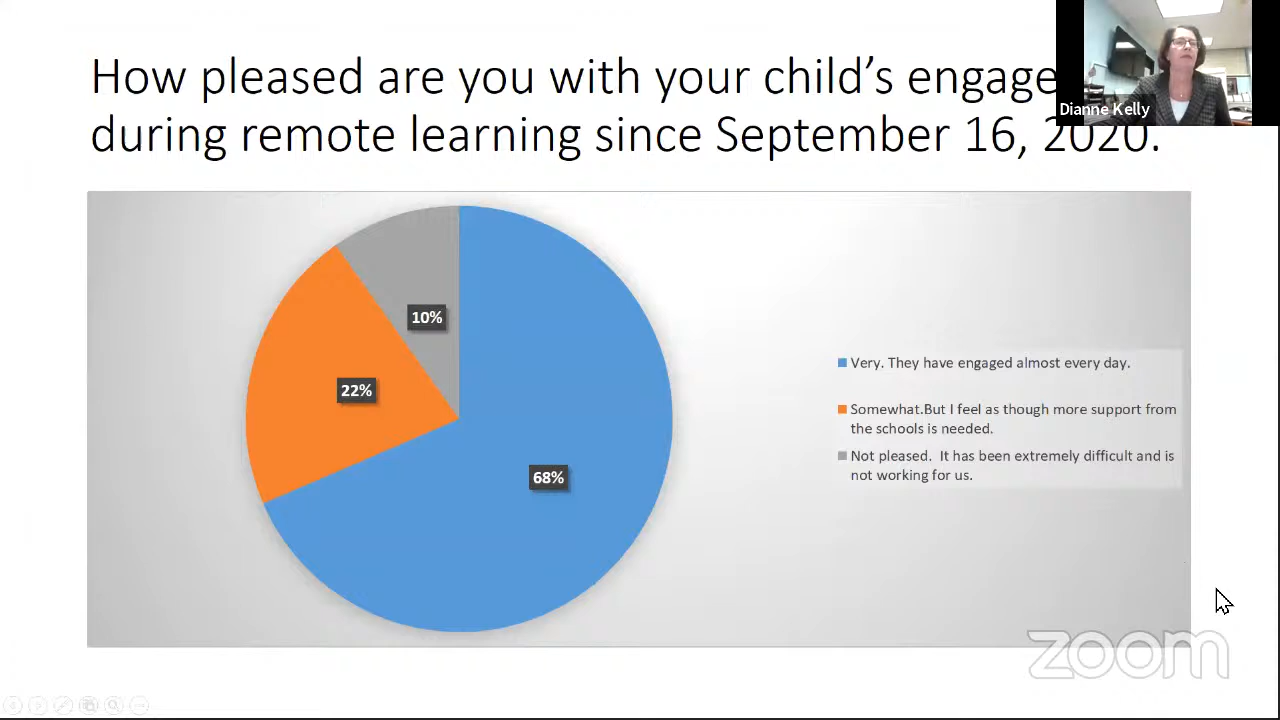 How pleased are you with your child's engage
during remote learning since September 16, 2020.
Dianne Kelly
10%
22%
68%
Very. They have engaged almost every day.
Somewhat.But I feel as though more support from
the schools is needed.
Not pleased. It has been extremely difficult and is
not working for us.
zoom